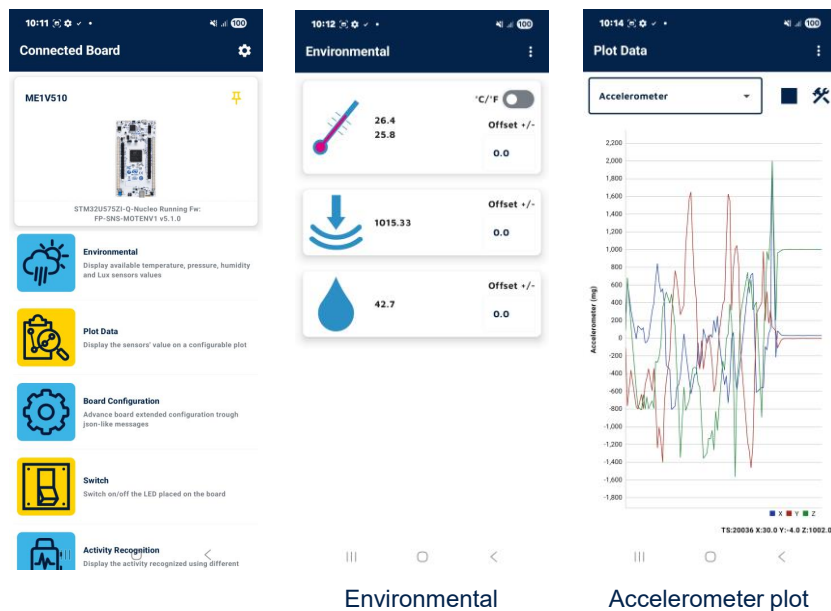 10:11
100
Connected Board
ME1V510
STM32U575ZI-Q-Nucleo Running Fw:
FP-SNS-MOTENV1 v5.1.0
Environmental
Display available temperature, pressure, humidity
and Lux sensors values
Plot Data
Display the sensors' value on a configurable plot
Board Configuration
Advance board extended configuration trough
json-like messages
Switch
Switch on/off the LED placed on the board
Activity Recognition
Display the activity recognized using different
10:12
100
Environmental
°C/°F
26.4
25.8
Offset +/-
0.0
Offset +/-
1015.33
0.0
Offset +/-
42.7
0.0
Environmental
10:14
100
Plot Data
Accelerometer
Accelerometer (mg)
2,200
2,000
1,800
1,600
1,400
1,200
1,000
800
600
400
200
0
-200
-400
-600
-800
-1,000
-1,200
-1,400
-1,600
-1,800
X Y Z
TS:20036 X:30.0 Y:-4.0 Z:1002.0
Accelerometer plot